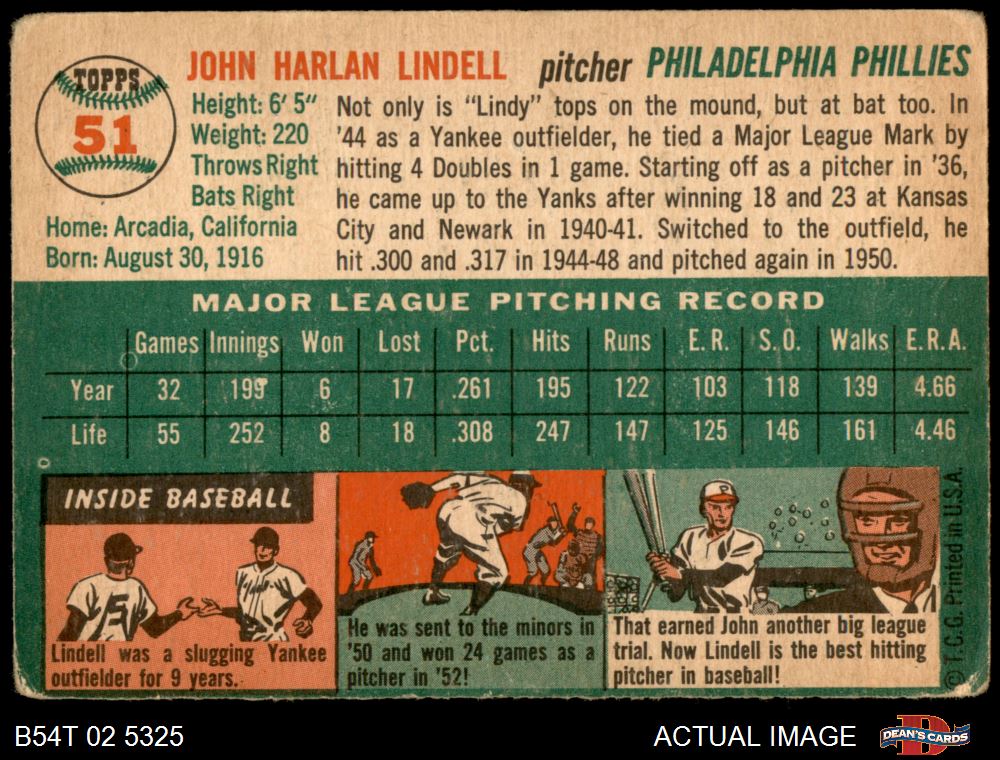 TOPPS
51
JOHN HARLAN LINDELL pitcher PHILADELPHIA PHILLIES
Height: 6' 5"
Weight: 220
Throws Right
Bats Right
Home: Arcadia, California
Born: August 30, 1916
Not only is "Lindy" tops on the mound, but at bat too. In
'44 as a Yankee outfielder, he tied a Major League Mark by
hitting 4 Doubles in 1 game. Starting off as a pitcher in '36,
he came up to the Yanks after winning 18 and 23 at Kansas
City and Newark in 1940-41. Switched to the outfield, he
hit .300 and .317 in 1944-48 and pitched again in 1950.
MAJOR LEAGUE PITCHING RECORD
Games Innings Won Lost Pct. Hits Runs E.R. S.O. Walks E.R.A.
Year 32 199 6 17 .261 195 122 103 118 139 4.66
Life 55 252 8 18 .308 247 147 125 146 161 4.46
INSIDE BASEBALL
5
Lindell was a slugging Yankee
outfielder for 9 years.
He was sent to the minors in
'50 and won 24 games as a
pitcher in '52!
P
That earned John another big league
trial. Now Lindell is the best hitting
pitcher in baseball!
© T.C.G. Printed in U.S.A.
B54T 02 5325
ACTUAL IMAGE
D
DEAN'S CARDS